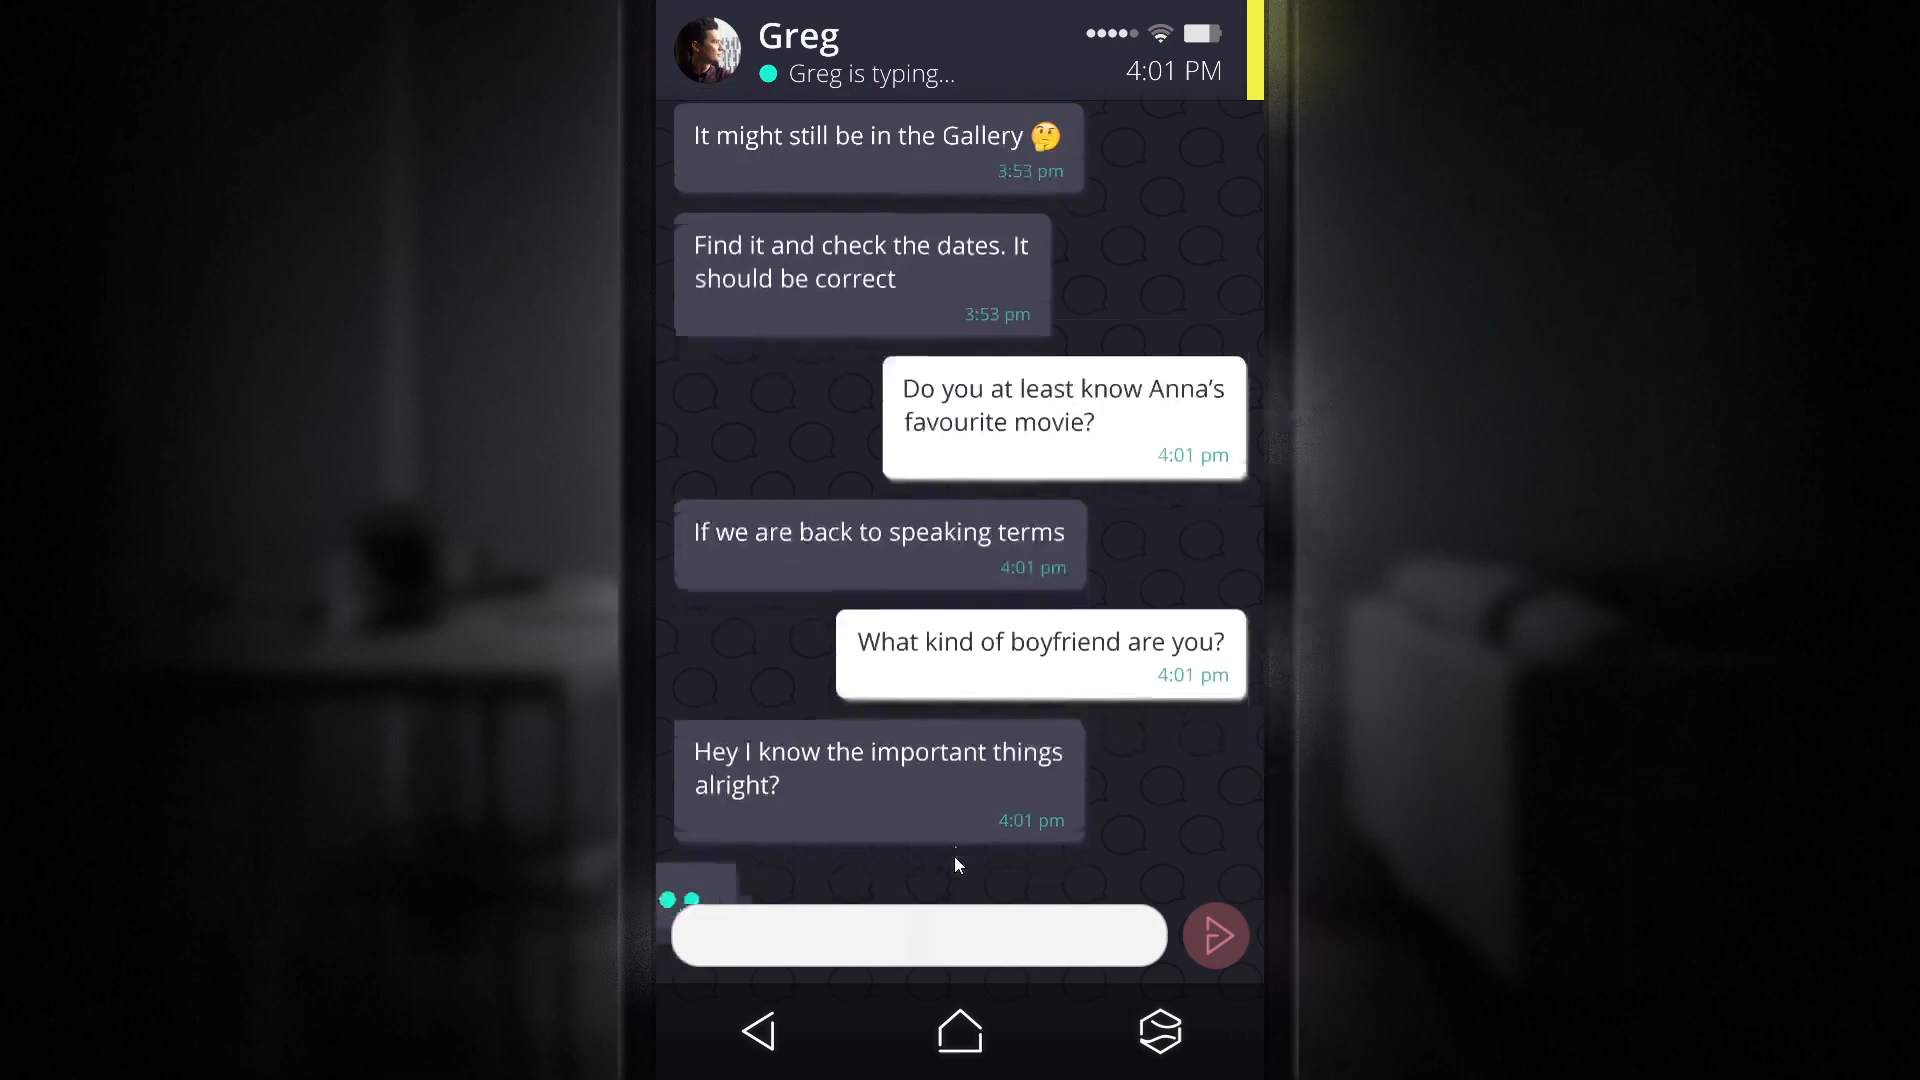 Greg
Greg is typing...
4:01 PM
It might still be in the Gallery 🤔
3:53 pm
Find it and check the dates. It
should be correct
3:53 pm
Do you at least know Anna’s
favourite movie?
4:01 pm
If we are back to speaking terms
4:01 pm
What kind of boyfriend are you?
4:01 pm
Hey I know the important things
alright?
4:01 pm